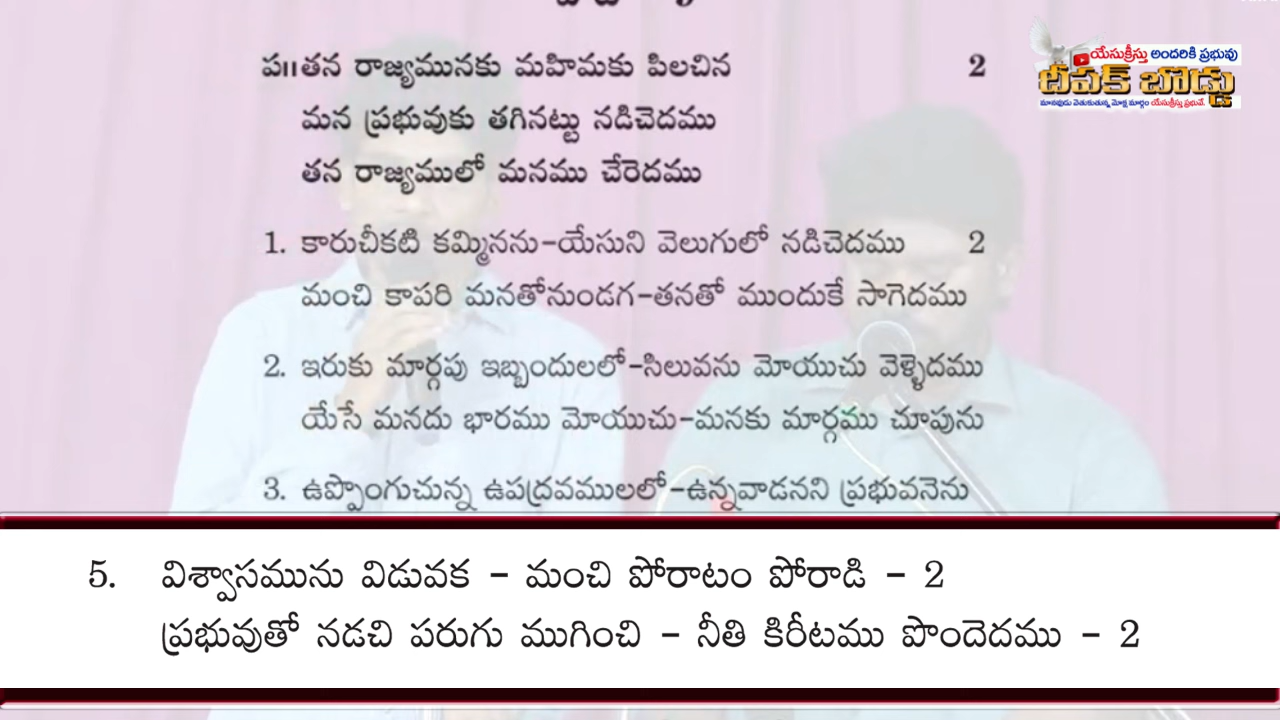 ప॥తన రాజ్యమునకు మహిమకు పిలచిన 2
మన ప్రభువుకు తగినట్టు నడిచెదము
తన రాజ్యములో మనము చేరెదము
1. కారుచీకటి కమ్మినను-యేసుని వెలుగులో నడిచెదము 2
మంచి కాపరి మనతోనుండగ-తనతో ముందుకే సాగెదము
2. ఇరుకు మార్గపు ఇబ్బందులలో-సిలువను మోయుచు వెళ్ళెదము
యేసే మనదు భారము మోయుచు-మనకు మార్గము చూపును
3. ఉప్పొంగుచున్న ఉపద్రవములలో-ఉన్నవాడనని ప్రభువనెను
యేసుక్రీస్తు అందరికి ప్రభువు
దీపక్ బొడ్డు
మానవుడు వెతుకుతున్న మోక్ష మార్గం యేసుక్రీస్తు ప్రభువే.
5. విశ్వాసమును విడువక - మంచి పోరాటం పోరాడి - 2
ప్రభువుతో నడచి పరుగు ముగించి - నీతి కిరీటము పొందెదము - 2